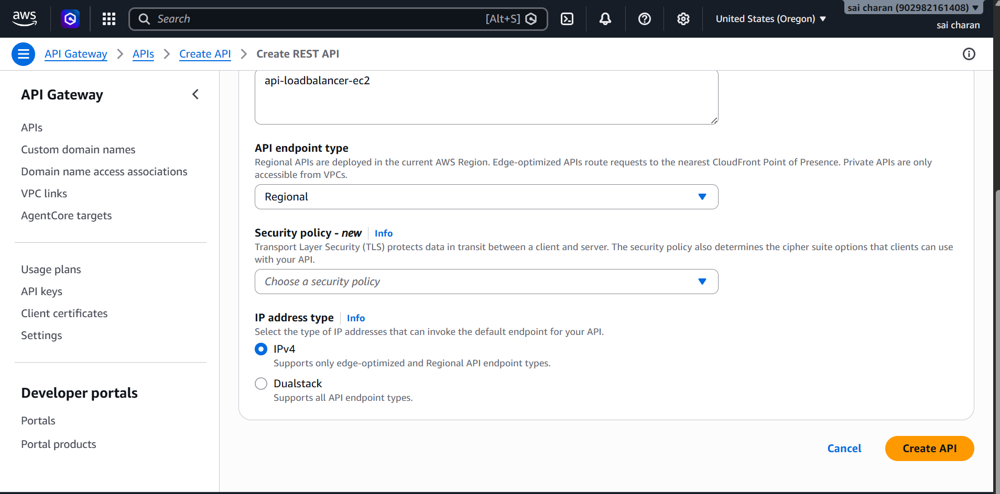 aws
Search
[Alt+S]
United States (Oregon)
sai charan (902982161408)
sai charan
API Gateway
APIs
Create API
Create REST API
API Gateway
APIs
Custom domain names
Domain name access associations
VPC links
AgentCore targets
Usage plans
API keys
Client certificates
Settings
Developer portals
Portals
Portal products
api-loadbalancer-ec2
API endpoint type
Regional APIs are deployed in the current AWS Region. Edge-optimized APIs route requests to the nearest CloudFront Point of Presence. Private APIs are only
accessible from VPCs.
Regional
Security policy - new Info
Transport Layer Security (TLS) protects data in transit between a client and server. The security policy also determines the cipher suite options that clients can use
with your API.
Choose a security policy
IP address type Info
Select the type of IP addresses that can invoke the default endpoint for your API.
IPv4
Supports only edge-optimized and Regional API endpoint types.
Dualstack
Supports all API endpoint types.
Cancel
Create API